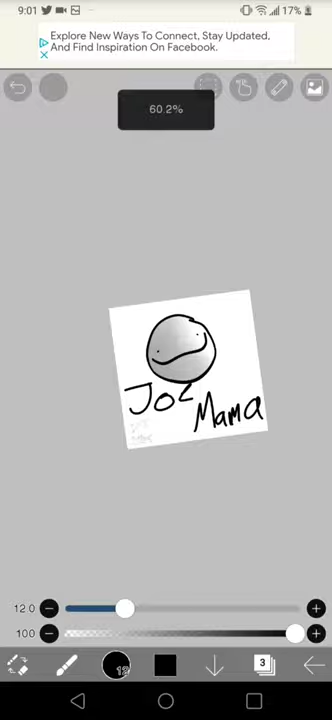 9:01
17%
Explore New Ways To Connect, Stay Updated,
And Find Inspiration On Facebook.
60.2%
Joe
Mama
12.0
100
12
3